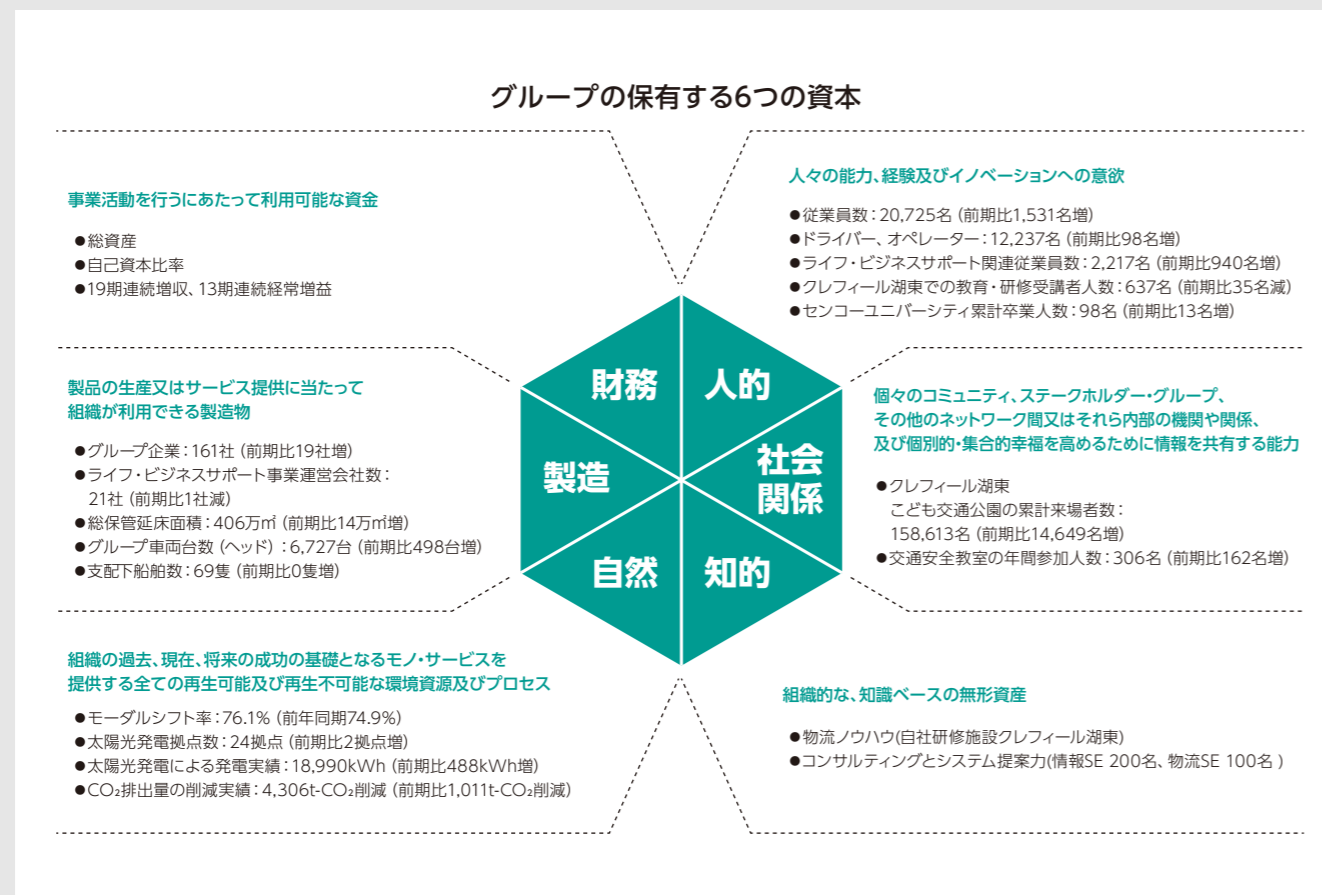 グループの保有する6つの資本
事業活動を行うにあたって利用可能な資金
●総資産
●自己資本比率
●19期連続増収、13期連続経常増益
人々の能力、経験及びイノベーションへの意欲
●従業員数：20,725名 (前期比1,531名増)
●ドライバー、オペレーター：12,237名 (前期比98名増)
●ライフ・ビジネスサポート関連従業員数：2,217名 (前期比940名増)
●クレフィール湖東での教育・研修受講者人数：637名 (前期比35名減)
●センコーユニバーシティ累計卒業人数：98名 (前期比13名増)
製品の生産又はサービス提供に当たって
組織が利用できる製造物
●グループ企業：161社 (前期比19社増)
●ライフ・ビジネスサポート事業運営会社数：
21社 (前期比1社減)
●総保管延床面積：406万㎡ (前期比14万㎡増)
●グループ車両台数 (ヘッド) ：6,727台 (前期比498台増)
●支配下船舶数：69隻 (前期比0隻増)
財務
人的
製造
社会
関係
自然
知的
個々のコミュニティ、ステークホルダー・グループ、
その他のネットワーク間又はそれら内部の機関や関係、
及び個別的・集合的幸福を高めるために情報を共有する能力
●クレフィール湖東
こども交通公園の累計来場者数：
158,613名 (前期比14,649名増)
●交通安全教室の年間参加人数：306名 (前期比162名増)
組織の過去、現在、将来の成功の基礎となるモノ・サービスを
提供する全ての再生可能及び再生不可能な環境資源及びプロセス
●モーダルシフト率：76.1% (前年同期74.9%)
●太陽光発電拠点数：24拠点 (前期比2拠点増)
●太陽光発電による発電実績：18,990kWh (前期比488kWh増)
●CO₂排出量の削減実績：4,306t-CO₂削減 (前期比1,011t-CO₂削減)
組織的な、知識ベースの無形資産
●物流ノウハウ(自社研修施設クレフィール湖東)
●コンサルティングとシステム提案力(情報SE 200名、物流SE 100名 )